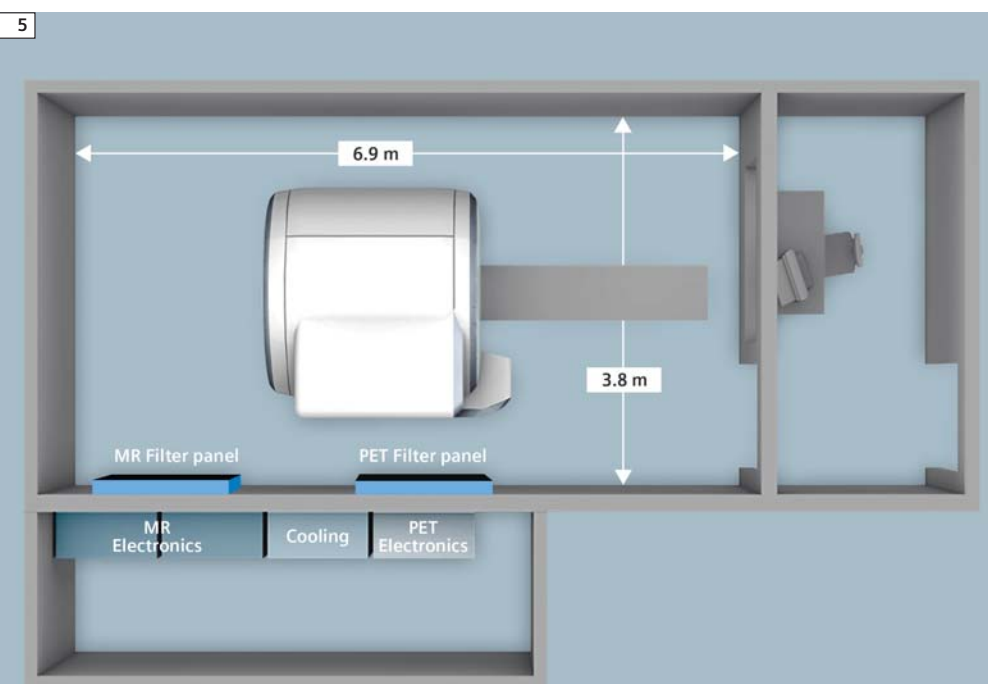 5
6.9 m
3.8 m
MR Filter panel
PET Filter panel
MR
Electronics
Cooling
PET
Electronics